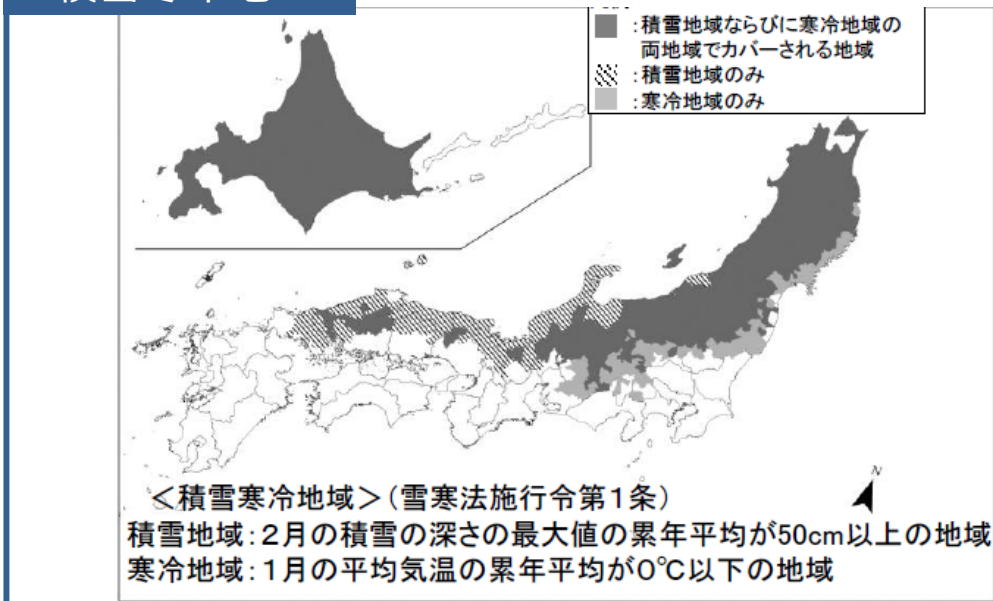 :積雪地域ならびに寒冷地域の
両地域でカバーされる地域
:積雪地域のみ
:寒冷地域のみ
N
<積雪寒冷地域>(雪寒法施行令第1条)
積雪地域:2月の積雪の深さの最大値の累年平均が50cm以上の地域
寒冷地域:1月の平均気温の累年平均が0℃以下の地域